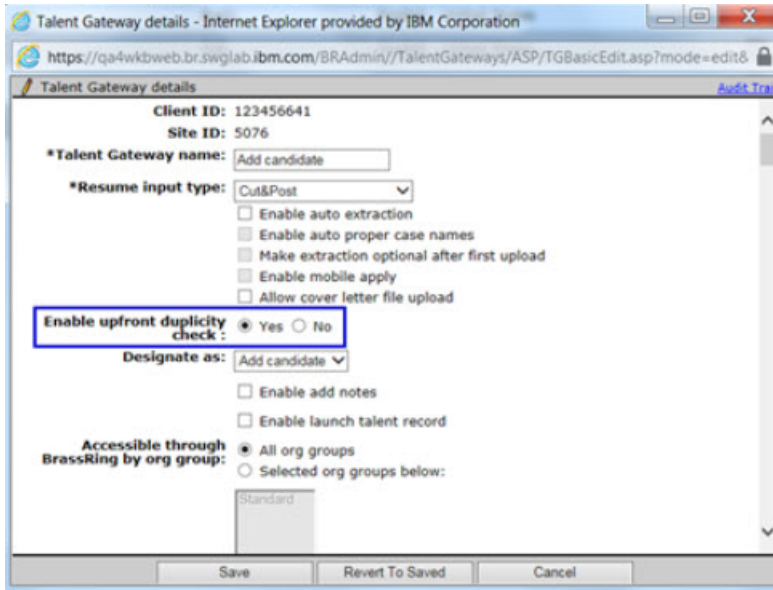 Talent Gateway details - Internet Explorer provided by IBM Corporation
https://qa4wkbweb.br.swglab.ibm.com/BRAdmin//TalentGateways/ASP/TGBasicEdit.asp?mode=edit&
Talent Gateway details Audit Trai
Client ID: 123456641
Site ID: 5076
*Talent Gateway name: Add candidate
*Resume input type: Cut&Post
Enable auto extraction
Enable auto proper case names
Make extraction optional after first upload
Enable mobile apply
Allow cover letter file upload
Enable upfront duplicity
check : Yes No
Designate as: Add candidate
Enable add notes
Enable launch talent record
Accessible through
BrassRing by org group: All org groups
Selected org groups below:
Standard
Save Revert To Saved Cancel